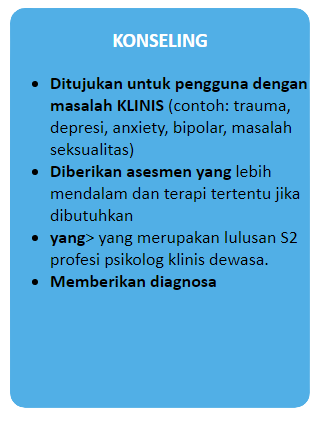 KONSELING
• Ditujukan untuk pengguna dengan
masalah KLINIS (contoh: trauma,
depresi, anxiety, bipolar, masalah
seksualitas)
• Diberikan asesmen yang lebih
mendalam dan terapi tertentu jika
dibutuhkan
• yang> yang merupakan lulusan S2
profesi psikolog klinis dewasa.
• Memberikan diagnosa